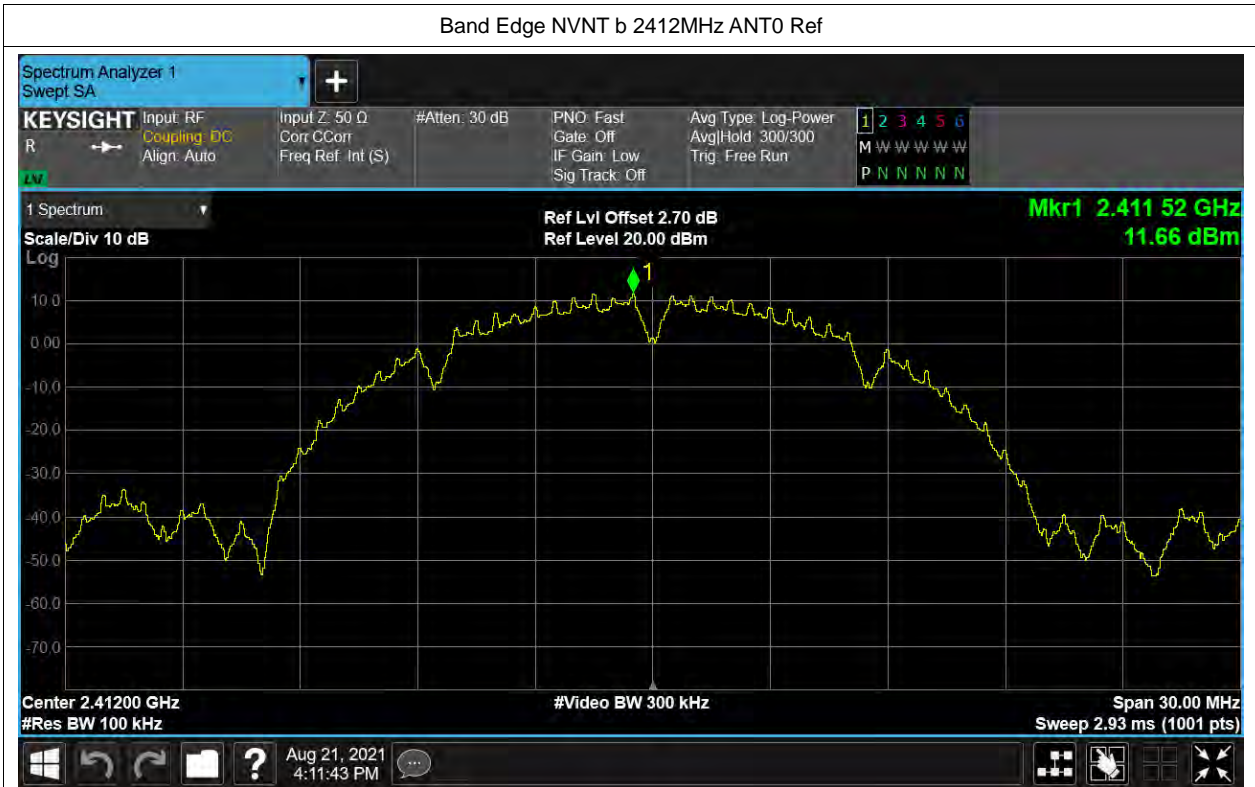 Band Edge NVNT b 2412MHz ANT0 Ref
Spectrum Analyzer 1
Swept SA
+
KEYSIGHT
R
Input: RF
Coupling: DC
Align: Auto
Input Z: 50 Ω
Corr CCorr
Freq Ref: Int (S)
#Atten: 30 dB
PNO: Fast
Gate: Off
IF Gain: Low
Sig Track: Off
Avg Type: Log-Power
Avg|Hold: 300/300
Trig: Free Run
1 2 3 4 5 6
M W W W W W
P N N N N N
1 Spectrum
Scale/Div 10 dB
Log
Ref Lvl Offset 2.70 dB
Ref Level 20.00 dBm
Mkr1 2.411 52 GHz
11.66 dBm
1
10.0
0.00
-10.0
-20.0
-30.0
-40.0
-50.0
-60.0
-70.0
Center 2.41200 GHz
#Res BW 100 kHz
#Video BW 300 kHz
Span 30.00 MHz
Sweep 2.93 ms (1001 pts)
?
Aug 21, 2021
4:11:43 PM